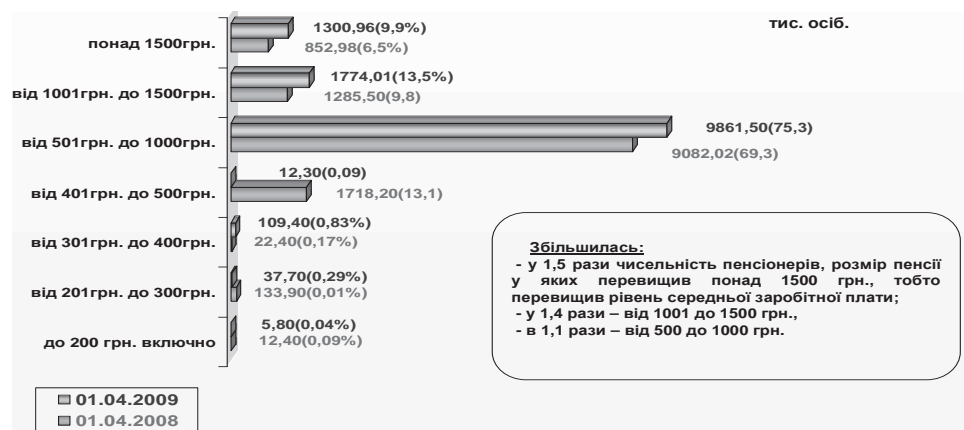 тис. осіб.
понад 1500грн.
1300,96(9,9%)
852,98(6,5%)
від 1001грн. до 1500грн.
1774,01(13,5%)
1285,50(9,8)
від 501грн. до 1000грн.
9861,50(75,3)
9082,02(69,3)
від 401грн. до 500грн.
12,30(0,09)
1718,20(13,1)
від 301грн. до 400грн.
109,40(0,83%)
22,40(0,17%)
від 201грн. до 300грн.
37,70(0,29%)
133,90(0,01%)
до 200 грн. включно
5,80(0,04%)
12,40(0,09%)
Збільшилась:
- у 1,5 рази чисельність пенсіонерів, розмір пенсії
у яких перевищив понад 1500 грн., тобто
перевищив рівень середньої заробітної плати;
- у 1,4 рази – від 1001 до 1500 грн.,
- в 1,1 рази – від 500 до 1000 грн.
01.04.2009
01.04.2008